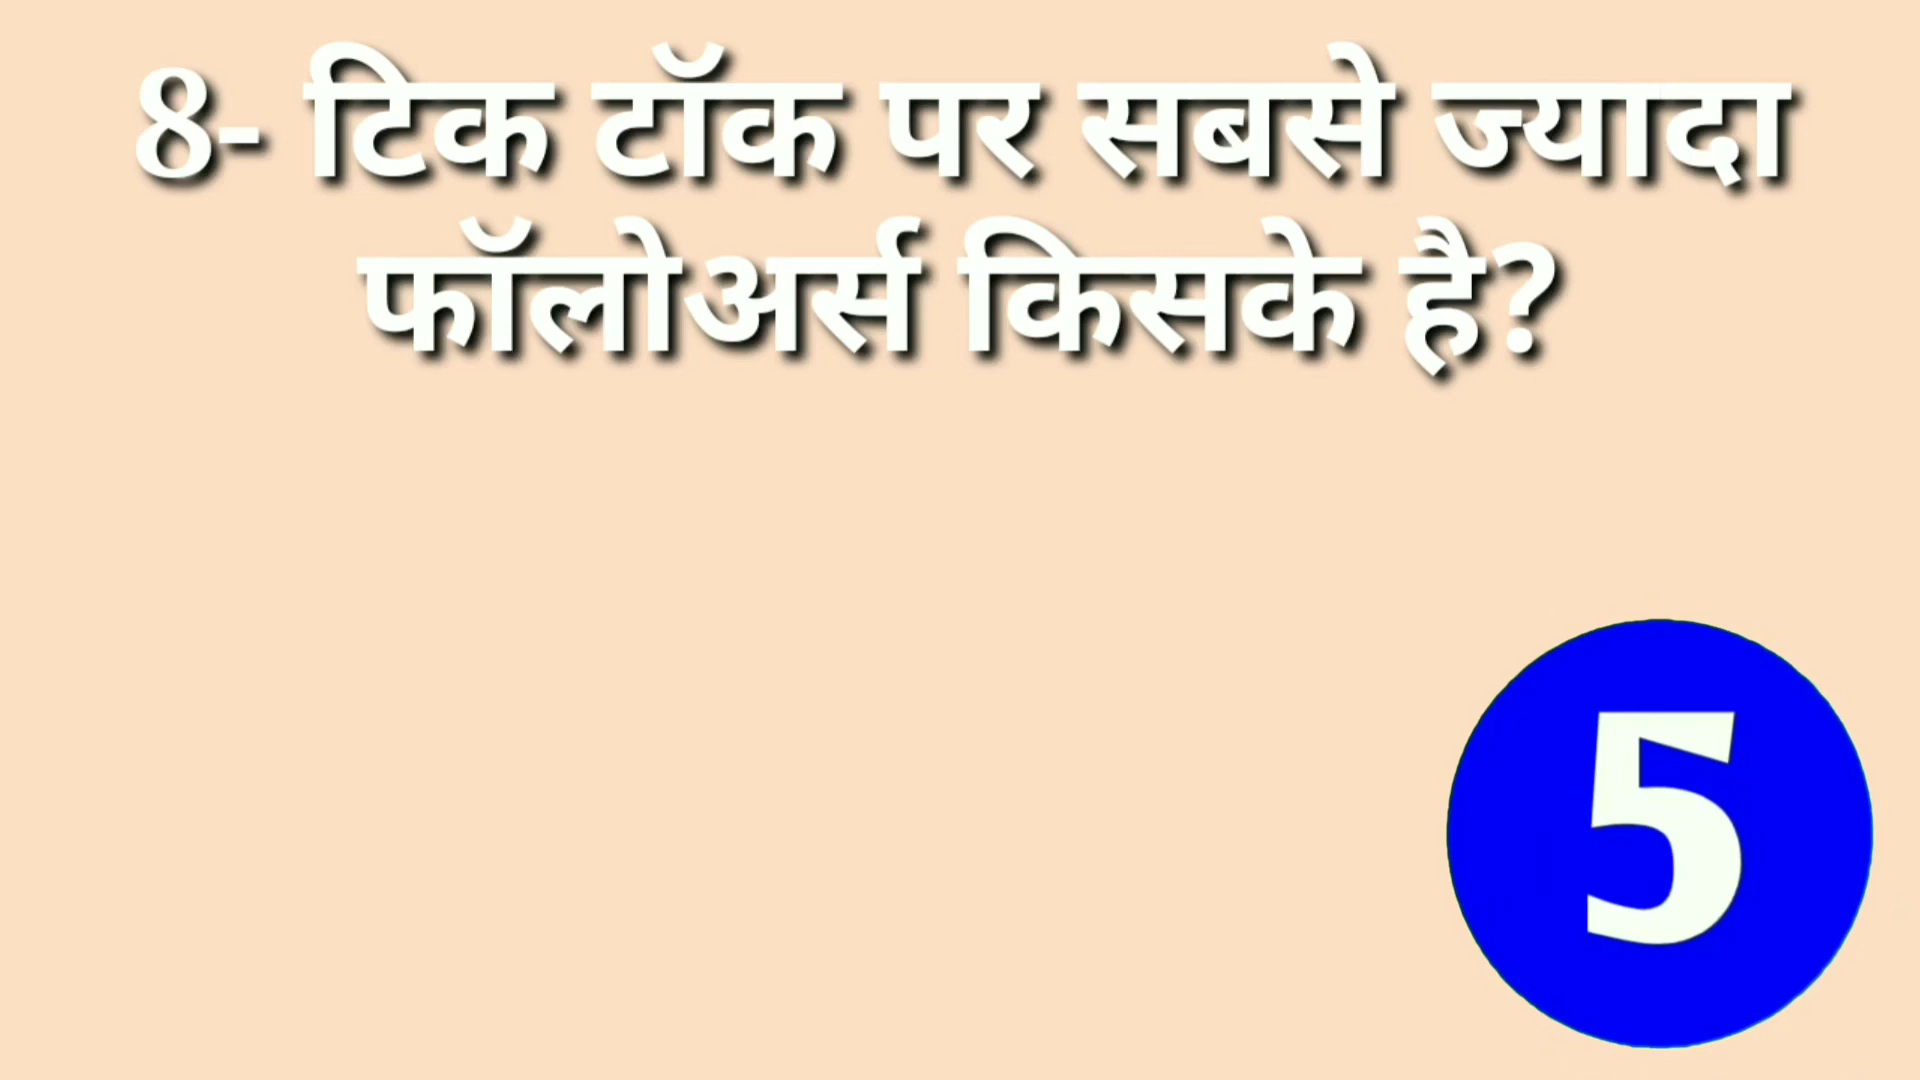 8- टिक टॉक पर सबसे ज्यादा
फॉलोअर्स किसके है?
5